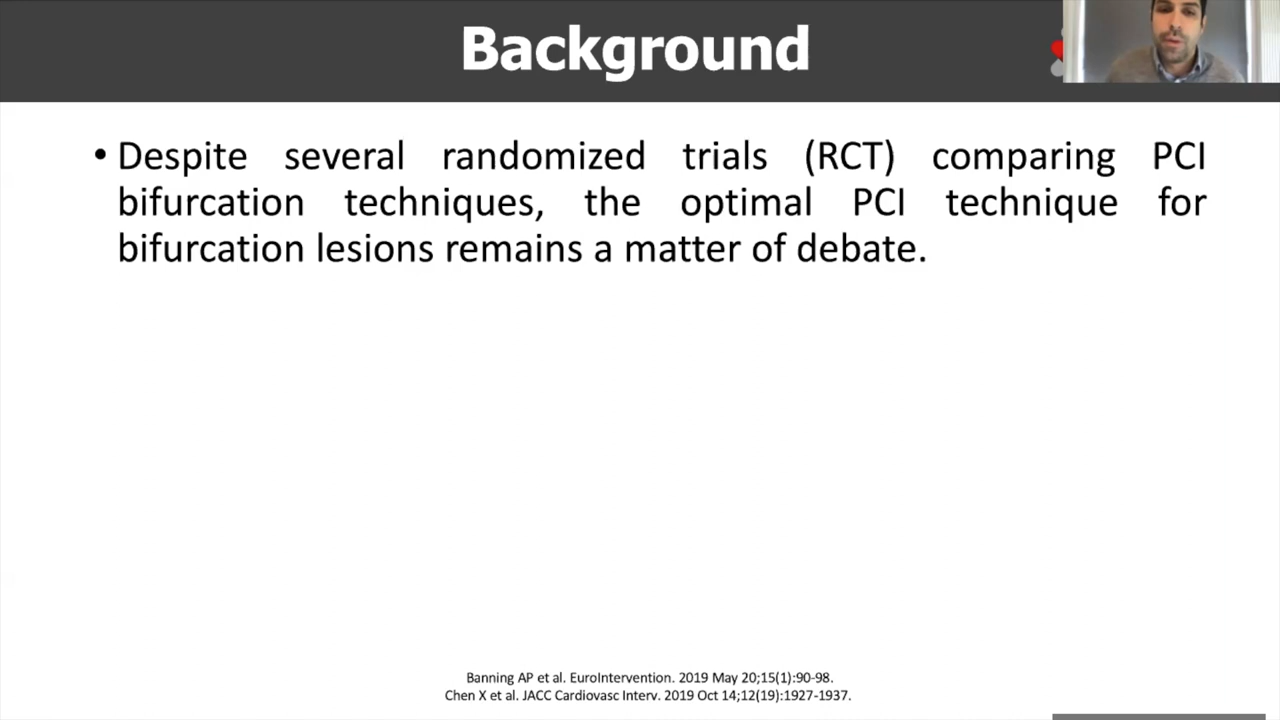 Background
• Despite several randomized trials (RCT) comparing PCI
bifurcation techniques, the optimal PCI technique for
bifurcation lesions remains a matter of debate.
Banning AP et al. EuroIntervention. 2019 May 20;15(1):90-98.
Chen X et al. JACC Cardiovasc Interv. 2019 Oct 14;12(19):1927-1937.